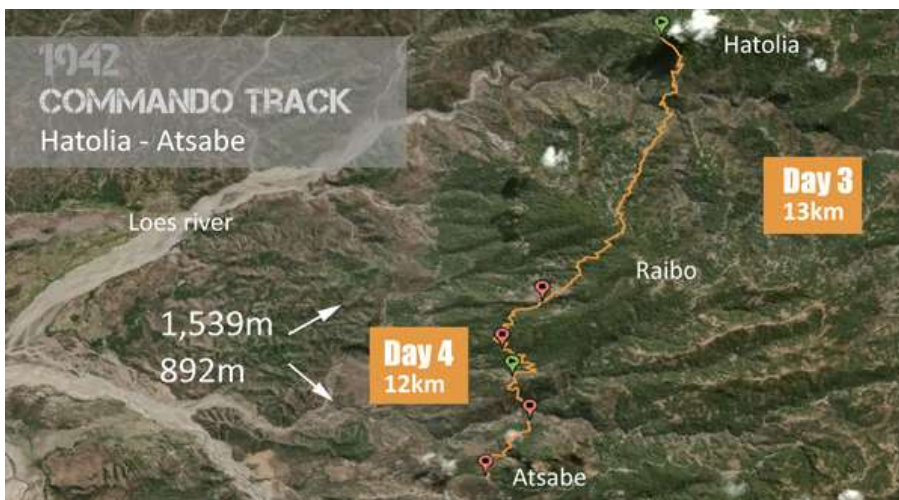 1942
COMMANDO TRACK
Hatolia - Atsabe
Hatolia
Day 3
13km
Loes river
Raibo
1,539m
892m
Day 4
12km
Atsabe